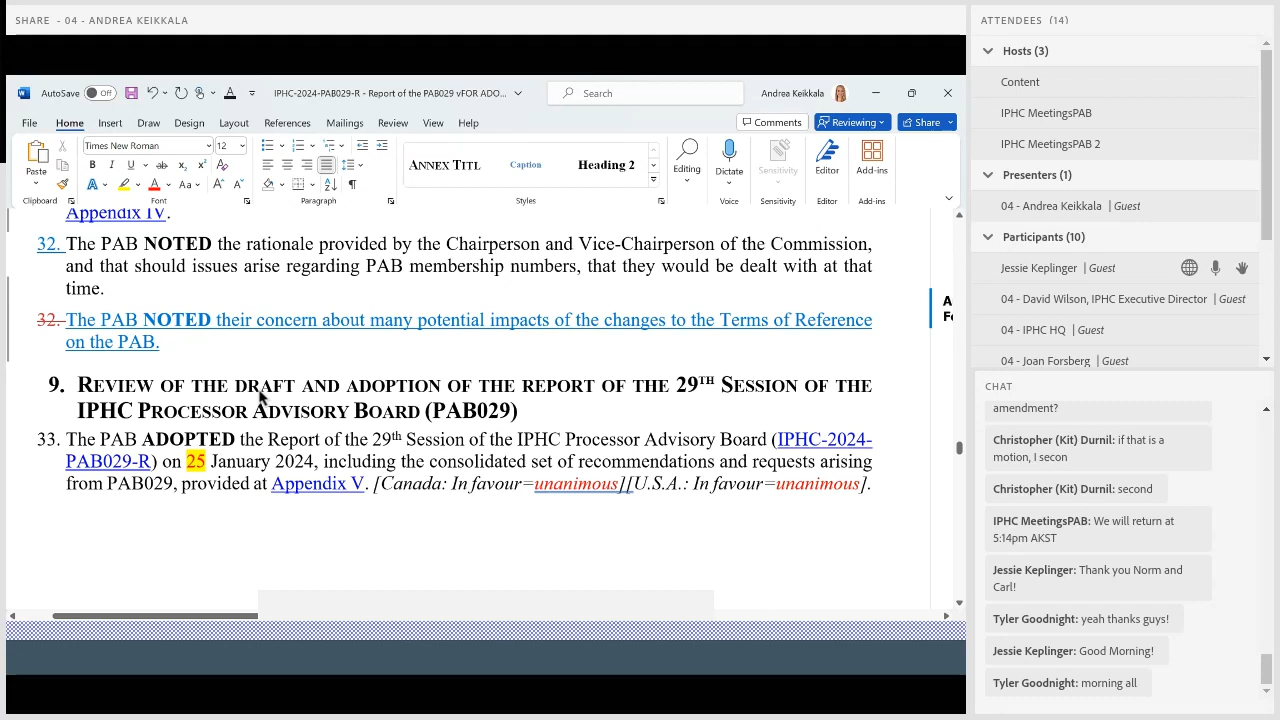 SHARE - 04 - ANDREA KEIKKALA
AutoSave Off
IPHC-2024-PAB029-R - Report of the PAB029 vFOR ADO...
Search
Andrea Keikkala
File Home Insert Draw Design Layout References Mailings Review View Help
Comments Reviewing Share
Paste
Times New Roman 12
B I U ab x₂ x²
A A Aa A A
ANNEX TITL Caption Heading 2
Editing Dictate Sensitivity Editor Add-ins
Clipboard Font Paragraph Styles Voice Sensitivity Editor Add-ins
Appendix IV.
32. The PAB NOTED the rationale provided by the Chairperson and Vice-Chairperson of the Commission,
and that should issues arise regarding PAB membership numbers, that they would be dealt with at that
time.
32. The PAB NOTED their concern about many potential impacts of the changes to the Terms of Reference
on the PAB.
9. REVIEW OF THE DRAFT AND ADOPTION OF THE REPORT OF THE 29TH SESSION OF THE
IPHC PROCESSOR ADVISORY BOARD (PAB029)
33. The PAB ADOPTED the Report of the 29th Session of the IPHC Processor Advisory Board (IPHC-2024-
PAB029-R) on 25 January 2024, including the consolidated set of recommendations and requests arising
from PAB029, provided at Appendix V. [Canada: In favour=unanimous][U.S.A.: In favour=unanimous].
ATTENDEES (14)
Hosts (3)
Content
IPHC MeetingsPAB
IPHC MeetingsPAB 2
Presenters (1)
04 - Andrea Keikkala | Guest
Participants (10)
Jessie Keplinger | Guest
04 - David Wilson, IPHC Executive Director | Guest
04 - IPHC HQ | Guest
04 - Joan Forsberg | Guest
CHAT
amendment?
Christopher (Kit) Durnil: if that is a
motion, I secon
Christopher (Kit) Durnil: second
IPHC MeetingsPAB: We will return at
5:14pm AKST
Jessie Keplinger: Thank you Norm and
Carl!
Tyler Goodnight: yeah thanks guys!
Jessie Keplinger: Good Morning!
Tyler Goodnight: morning all